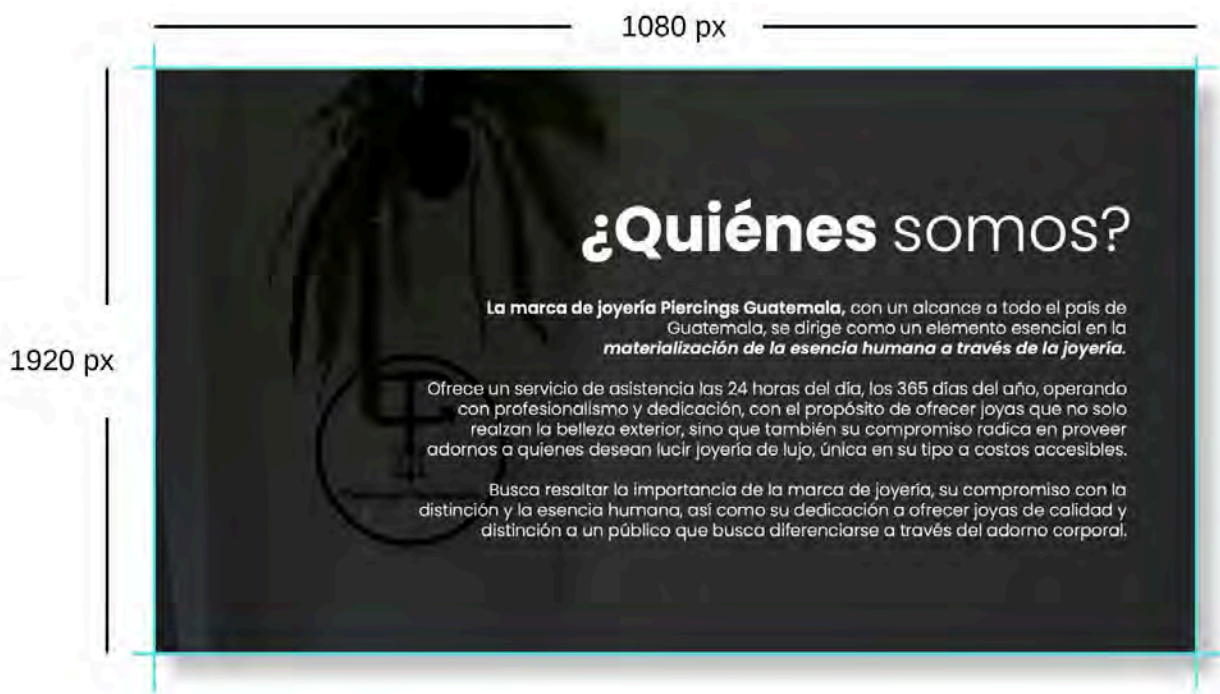 1080 px
1920 px
¿Quiénes somos?
La marca de joyería Piercings Guatemala, con un alcance a todo el país de
Guatemala, se dirige como un elemento esencial en la
materialización de la esencia humana a través de la joyería.
Ofrece un servicio de asistencia las 24 horas del día, los 365 días del año, operando
con profesionalismo y dedicación, con el propósito de ofrecer joyas que no solo
realzan la belleza exterior, sino que también su compromiso radica en proveer
adornos a quienes desean lucir joyería de lujo, única en su tipo a costos accesibles.
Busca resaltar la importancia de la marca de joyería, su compromiso con la
distinción y la esencia humana, así como su dedicación a ofrecer joyas de calidad y
distinción a un público que busca diferenciarse a través del adorno corporal.